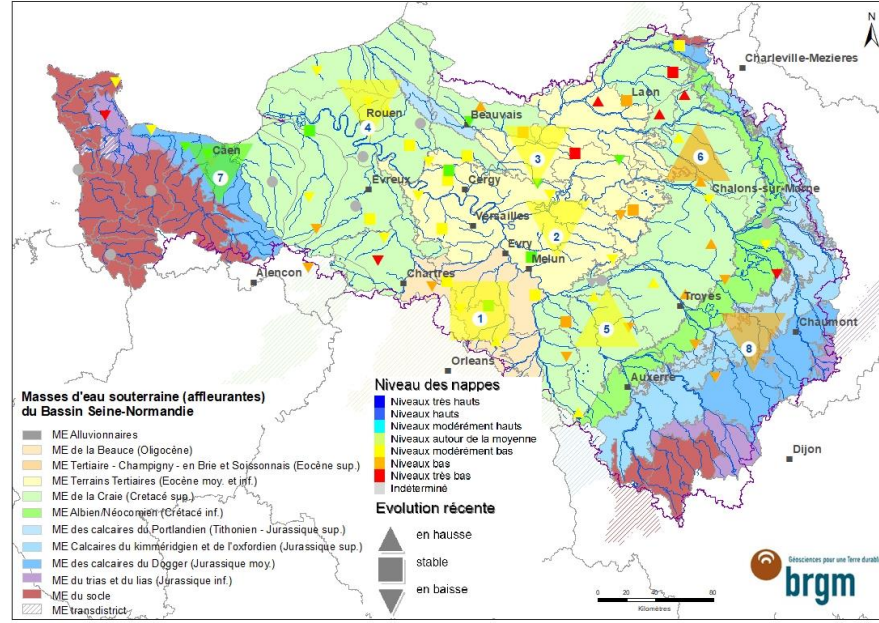 N
Charleville-Mezieres
Laon
Rouen
Beauvais
4
3
6
Caen
7
Evreux
Cergy
Chalons-sur-Marne
Versailles
2
Evry
Melun
Alençon
Chartres
Troyes
1
5
Chaumont
8
Orleans
Auxerre
Dijon
Masses d'eau souterraine (affleurantes)
du Bassin Seine-Normandie
ME Alluvionnaires
ME de la Beauce (Oligocène)
ME Tertiaire - Champigny - en Brie et Soissonnais (Eocène sup.)
ME Terrains Tertiaires (Eocène moy. et inf.)
ME de la Craie (Cretacé sup.)
ME Albien/Néocomien (Crétacé inf.)
ME des calcaires du Portlandien (Tithonien - Jurassique sup.)
ME Calcaires du kimméridgien et de l'oxfordien (Jurassique sup.)
ME des calcaires du Dogger (Jurassique moy.)
ME du trias et du lias (Jurassique inf.)
ME du socle
ME transdistrict
Niveau des nappes
Niveaux très hauts
Niveaux hauts
Niveaux modérément hauts
Niveaux autour de la moyenne
Niveaux modérément bas
Niveaux bas
Niveaux très bas
Indéterminé
Evolution récente
en hausse
stable
en baisse
0 20 40 60
Kilomètres
Géosciences pour une Terre durable
brgm